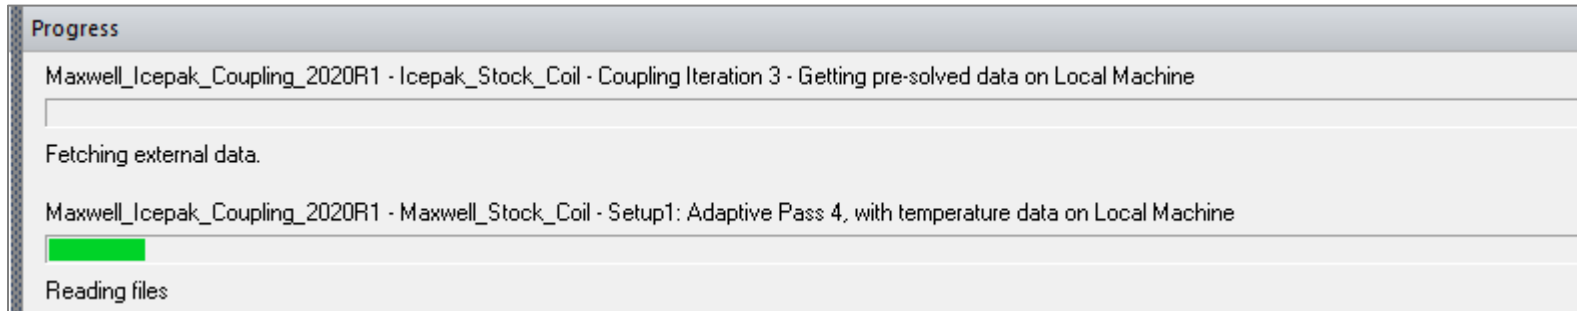 Progress
Maxwell_Icepak_Coupling_2020R1 - Icepak_Stock_Coil - Coupling Iteration 3 - Getting pre-solved data on Local Machine
Fetching external data.
Maxwell_Icepak_Coupling_2020R1 - Maxwell_Stock_Coil - Setup1: Adaptive Pass 4, with temperature data on Local Machine
Reading files